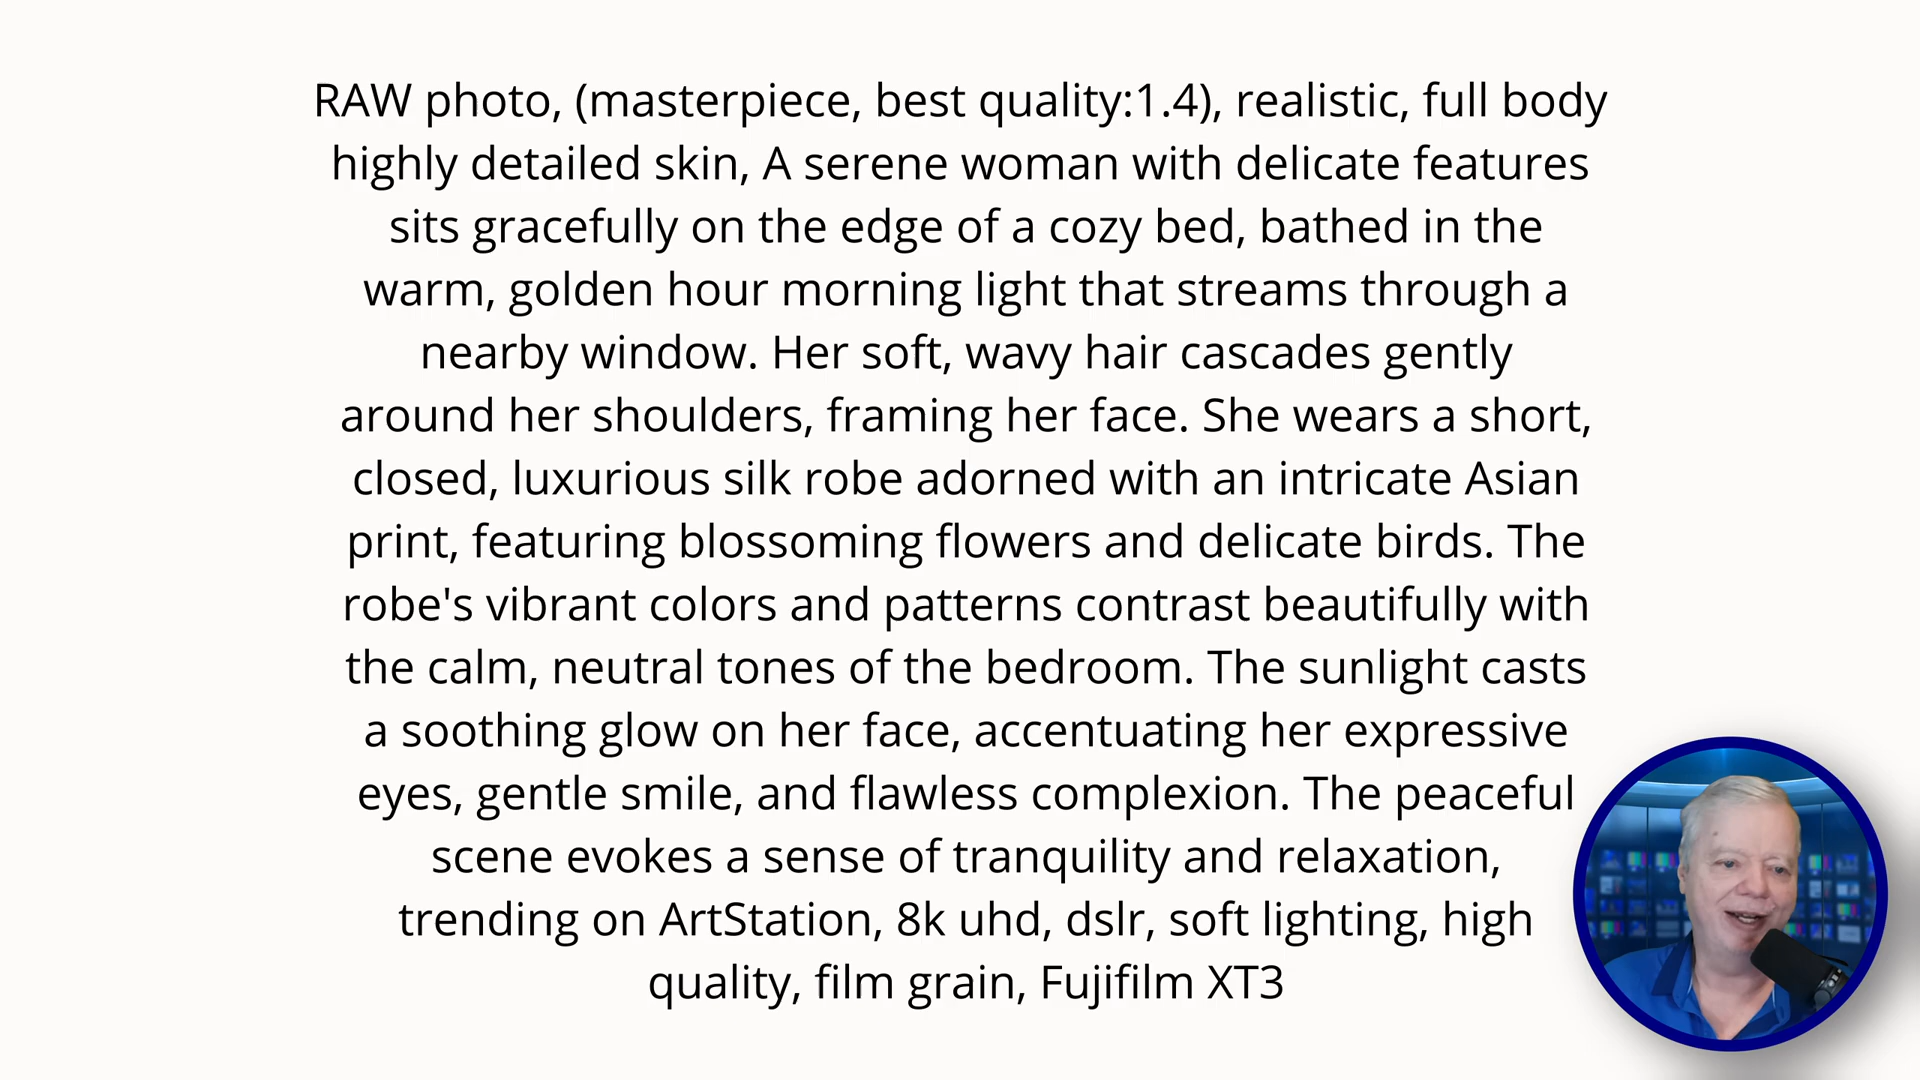 RAW photo, (masterpiece, best quality:1.4), realistic, full body
highly detailed skin, A serene woman with delicate features
sits gracefully on the edge of a cozy bed, bathed in the
warm, golden hour morning light that streams through a
nearby window. Her soft, wavy hair cascades gently
around her shoulders, framing her face. She wears a short,
closed, luxurious silk robe adorned with an intricate Asian
print, featuring blossoming flowers and delicate birds. The
robe's vibrant colors and patterns contrast beautifully with
the calm, neutral tones of the bedroom. The sunlight casts
a soothing glow on her face, accentuating her expressive
eyes, gentle smile, and flawless complexion. The peaceful
scene evokes a sense of tranquility and relaxation,
trending on ArtStation, 8k uhd, dslr, soft lighting, high
quality, film grain, Fujifilm XT3